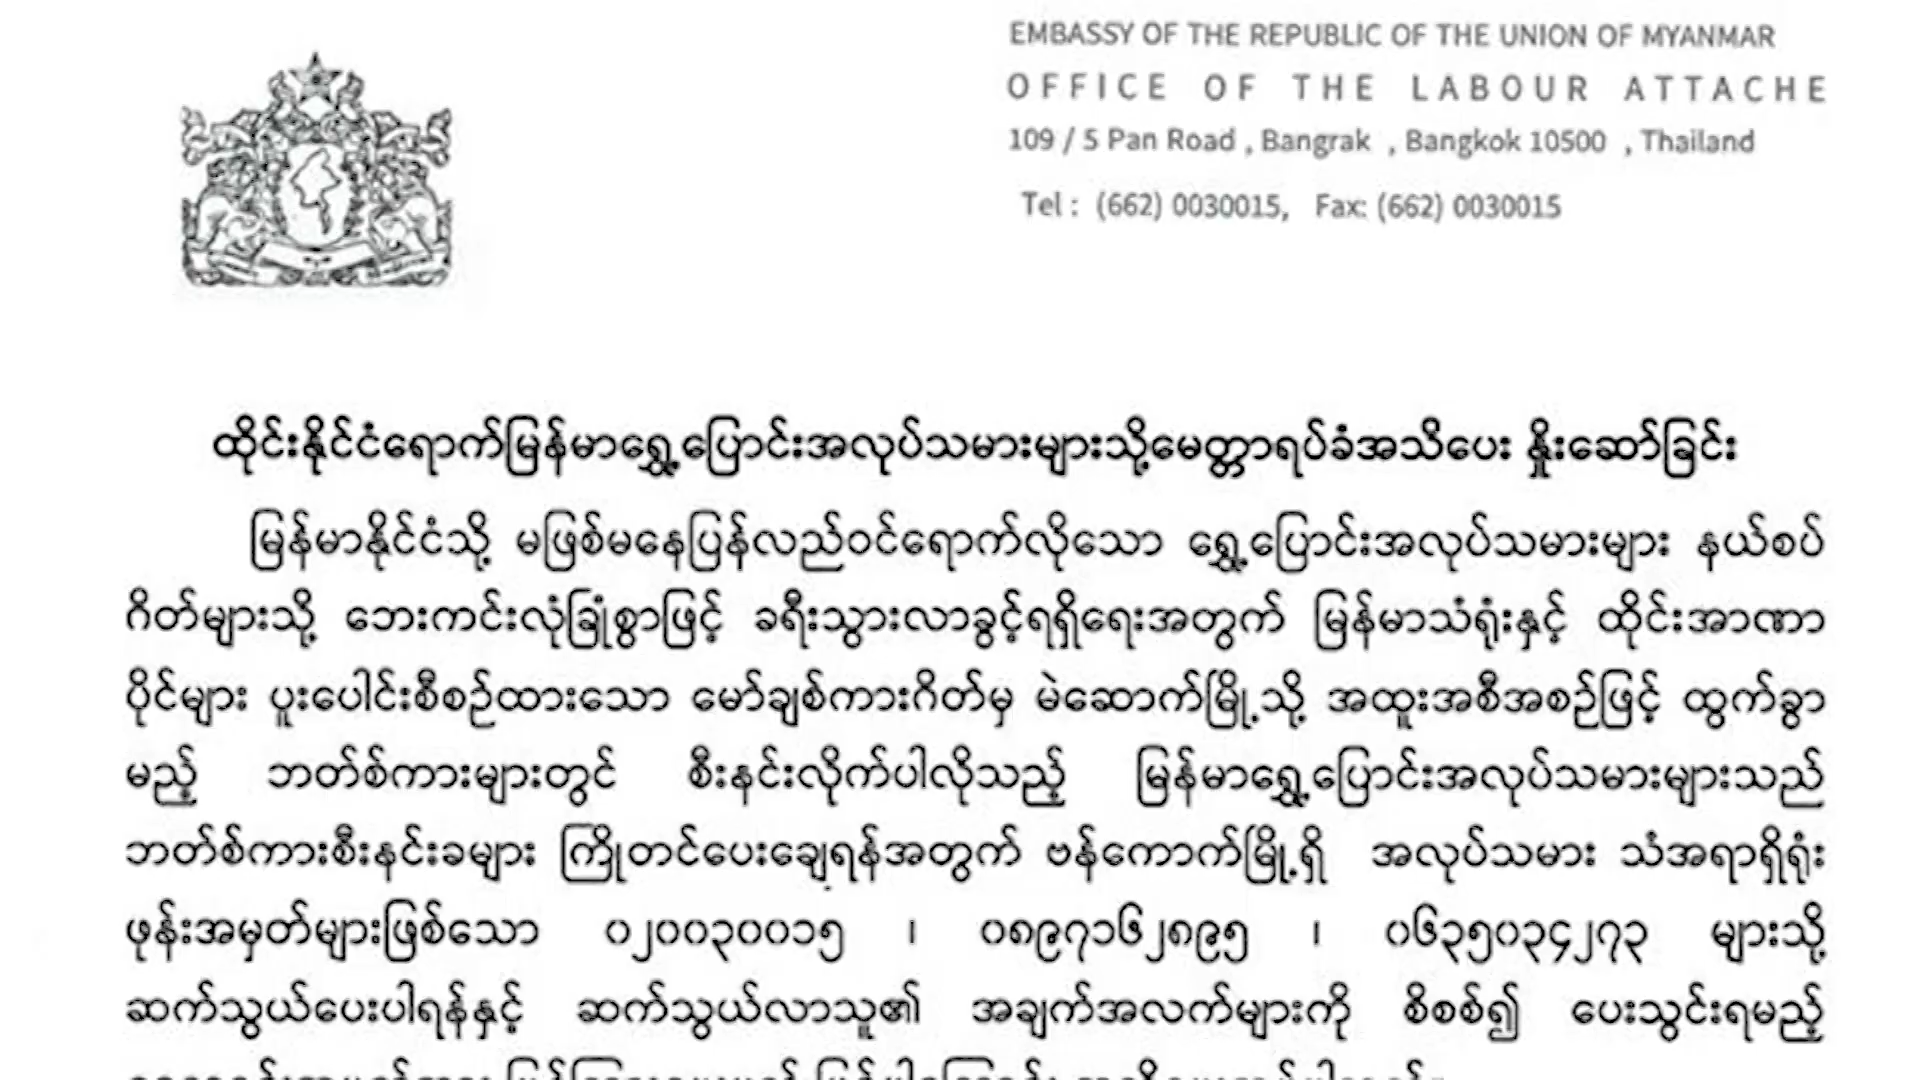 EMBASSY OF THE REPUBLIC OF THE UNION OF MYANMAR
OFFICE OF THE LABOUR ATTACHE
109 / 5 Pan Road , Bangrak , Bangkok 10500 , Thailand
Tel : (662) 0030015, Fax: (662) 0030015
ထိုင်းနိုင်ငံရောက်မြန်မာရွှေ့ပြောင်းအလုပ်သမားများသို့မေတ္တာရပ်ခံအသိပေး နှိုးဆော်ခြင်း
မြန်မာနိုင်ငံသို့ မဖြစ်မနေပြန်လည်ဝင်ရောက်လိုသော ရွှေ့ပြောင်းအလုပ်သမားများ နယ်စပ်
ဂိတ်များသို့ ဘေးကင်းလုံခြုံစွာဖြင့် ခရီးသွားလာခွင့်ရရှိရေးအတွက် မြန်မာသံရုံးနှင့် ထိုင်းအာဏာ
ပိုင်များ ပူးပေါင်းစီစဉ်ထားသော မော်ချစ်ကားဂိတ်မှ မဲဆောက်မြို့သို့ အထူးအစီအစဉ်ဖြင့် ထွက်ခွာ
မည့် ဘတ်စ်ကားများတွင် စီးနင်းလိုက်ပါလိုသည့် မြန်မာရွှေ့ပြောင်းအလုပ်သမားများသည်
ဘတ်စ်ကားစီးနင်းခများ ကြိုတင်ပေးချေရန်အတွက် ဗန်ကောက်မြို့ရှိ အလုပ်သမား သံအရာရှိရုံး
ဖုန်းအမှတ်များဖြစ်သော ၀၂၀၀၃၀၀၁၅ ၊ ၀၈၉၇၁၆၂၈၉၅ ၊ ၀၆၃၅၀၃၄၂၇၃ များသို့
ဆက်သွယ်ပေးပါရန်နှင့် ဆက်သွယ်လာသူ၏ အချက်အလက်များကို စိစစ်၍ ပေးသွင်းရမည့်